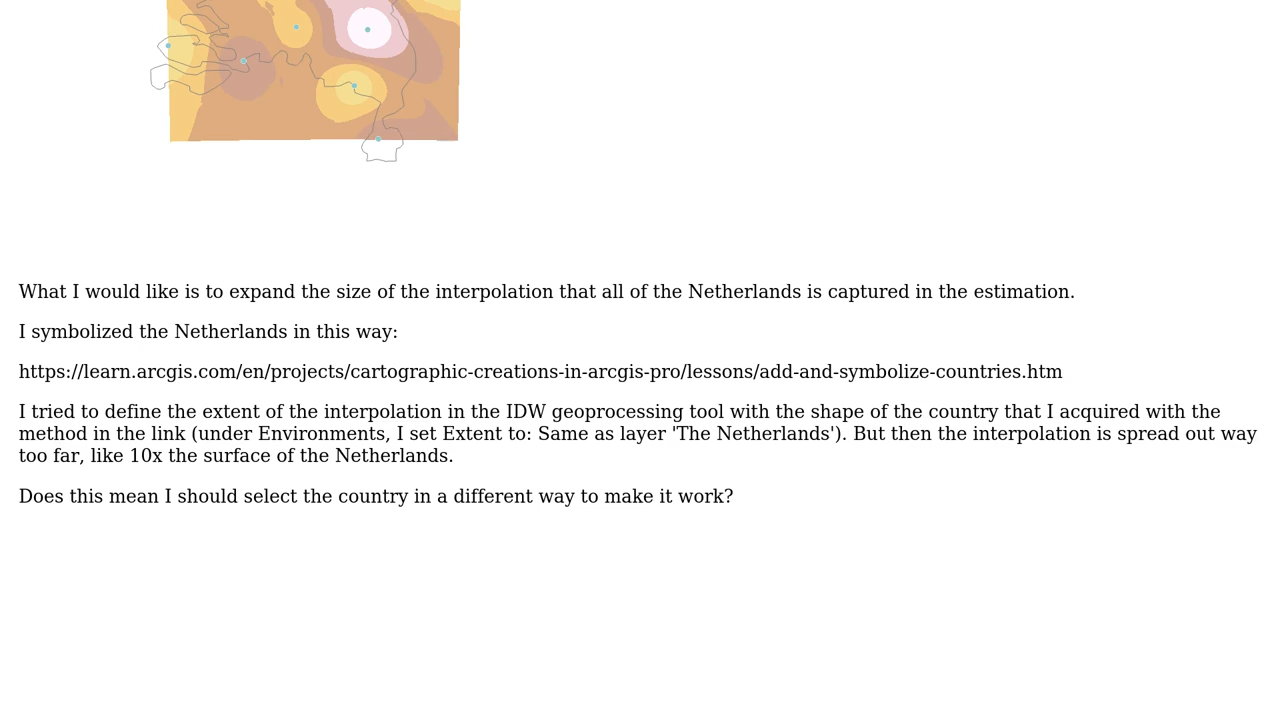 What I would like is to expand the size of the interpolation that all of the Netherlands is captured in the estimation.
I symbolized the Netherlands in this way:
https://learn.arcgis.com/en/projects/cartographic-creations-in-arcgis-pro/lessons/add-and-symbolize-countries.htm
I tried to define the extent of the interpolation in the IDW geoprocessing tool with the shape of the country that I acquired with the
method in the link (under Environments, I set Extent to: Same as layer 'The Netherlands'). But then the interpolation is spread out way
too far, like 10x the surface of the Netherlands.
Does this mean I should select the country in a different way to make it work?